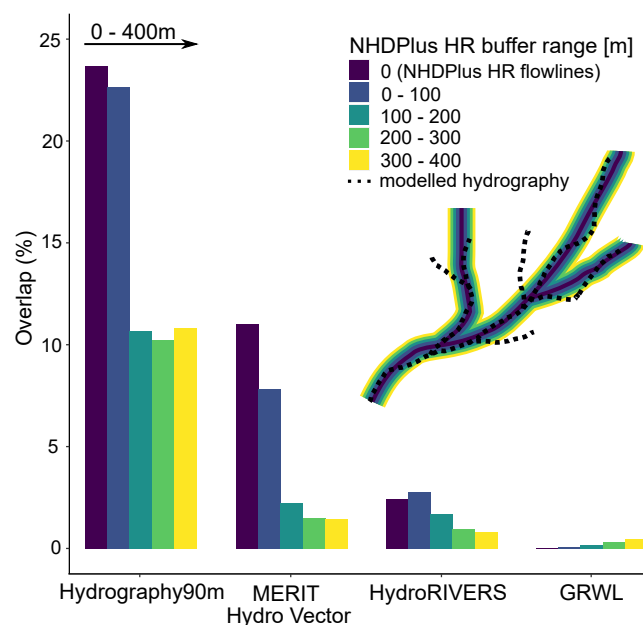 0 - 400m
NHDPlus HR buffer range [m]
0 (NHDPlus HR flowlines)
0 - 100
100 - 200
200 - 300
300 - 400
modelled hydrography
Overlap (%)
25
20
15
10
5
0
Hydrography90m
MERIT
Hydro Vector
HydroRIVERS
GRWL